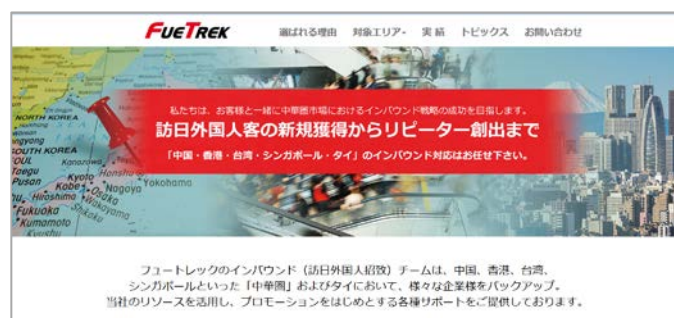 FUETREK
選ばれる理由 対象エリア 実績 トピックス お問い合わせ
私たちは、お客様と一緒に中華圏市場におけるインバウンド戦略の成功を目指します。
訪日外国人客の新規獲得からリピーター創出まで
「中国・香港・台湾・シンガポール・タイ」のインバウンド対応はお任せ下さい。
NORTH KOREA
SOUTH KOREA
Taegu
Pusan
Kanazawa
Kyoto
Kobe
Osaka
Honshu
Nagoya
Yokohama
Hiroshima
Wakayama
Shikoku
Fukuoka
Kumamoto
フュートレックのインバウンド(訪日外国人招致)チームは、中国、香港、台湾、
シンガポールといった「中華圏」およびタイにおいて、様々な企業様をバックアップ。
当社のリソースを活用し、プロモーションをはじめとする各種サポートをご提供しております。